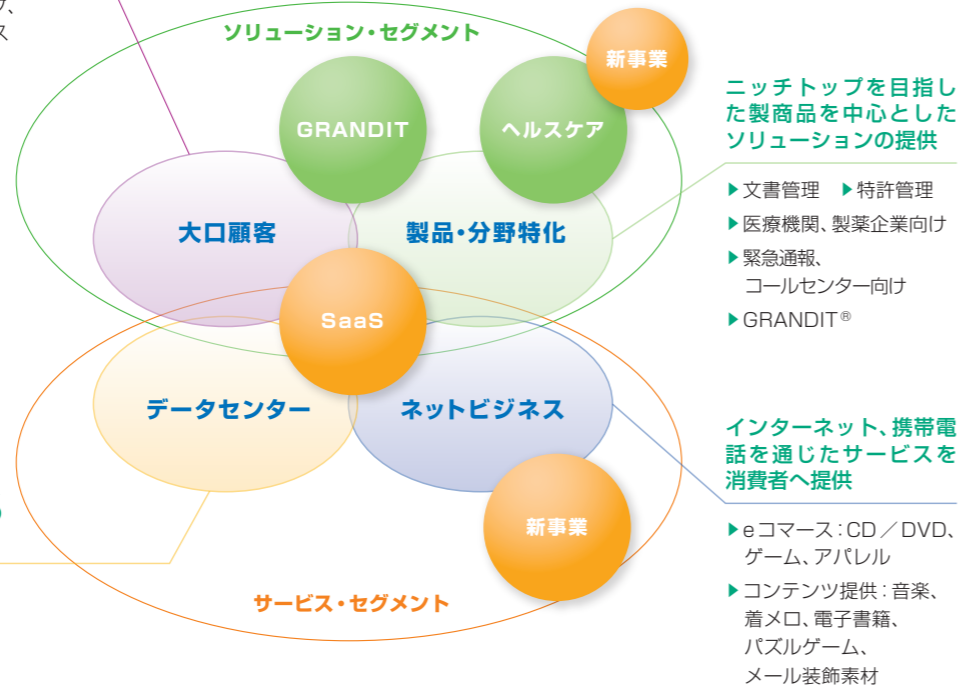 ス
ソリューション・セグメント
新事業
GRANDIT
ヘルスケア
大口顧客
製品・分野特化
SaaS
データセンター
ネットビジネス
新事業
サービス・セグメント
ニッチトップを目指し
た製商品を中心とした
ソリューションの提供
▶文書管理 ▶特許管理
▶医療機関、製薬企業向け
▶緊急通報、
コールセンター向け
▶GRANDIT®
インターネット、携帯電
話を通じたサービスを
消費者へ提供
▶eコマース：CD／DVD、
ゲーム、アパレル
▶コンテンツ提供：音楽、
着メロ、電子書籍、
パズルゲーム、
メール装飾素材